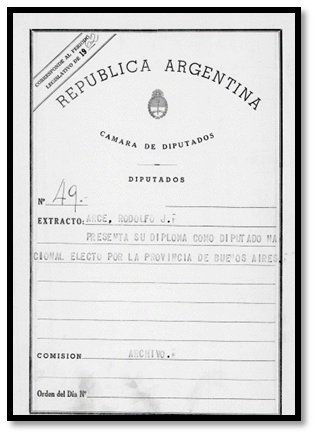 CORRESPONDE AL PERIODO
LEGISLATIVO DE 19
REPUBLICA ARGENTINA
CAMARA DE DIPUTADOS
DIPUTADOS
Nº 49.-
EXTRACTO: ARCE, RODOLFO J.
PRESENTA SU DIPLOMA COMO DIPUTADO NA
CIONAL ELECTO POR LA PROVINCIA DE BUENOS AIRES.
COMISION ARCHIVO.
Orden del Día Nº